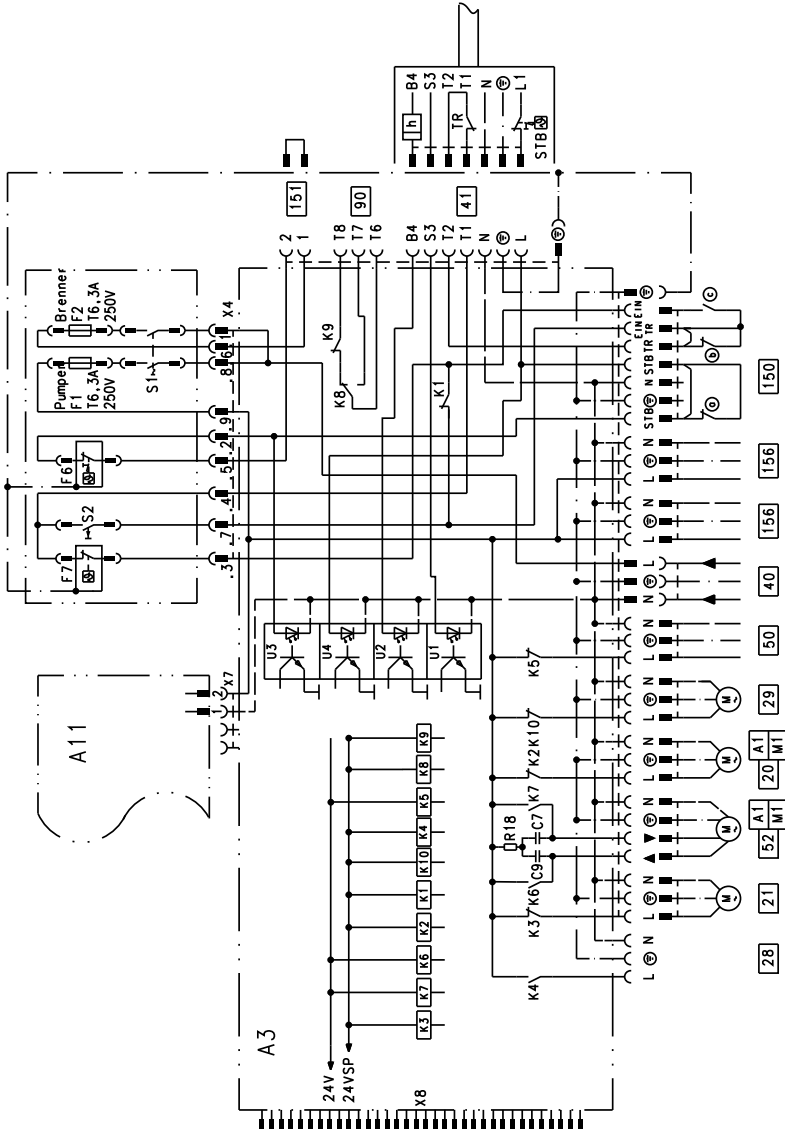 B4
S3
T2
T1
N
L1
h
TR
STB
151
90
41
2
1
T8
T7
T6
B4
S3
T2
T1
N
L
Brenner
F2
T6.3A
250V
Pumpen
F1
T6.3A
250V
S1
X4
F6
S2
F7
1
6
8
.9
.2
5
.4
.7
.3
K9
K8
K1
A11
X7
2
1
U3
U4
U2
U1
K9
K8
K5
K4
K10
K1
K2
K6
K7
K3
A3
24V
24VSP
X8
K5
K10
K2
K7
R18
C7
C9
K6
K3
K4
EIN
EIN
TR
TR
STB
N
STB
N
L
N
L
L
N
N
L
N
L
N
L
N
N
L
N
L
c
b
a
M~
M~
M~
M~
150
156
156
40
50
29
20
A1
M1
52
A1
M1
21
28